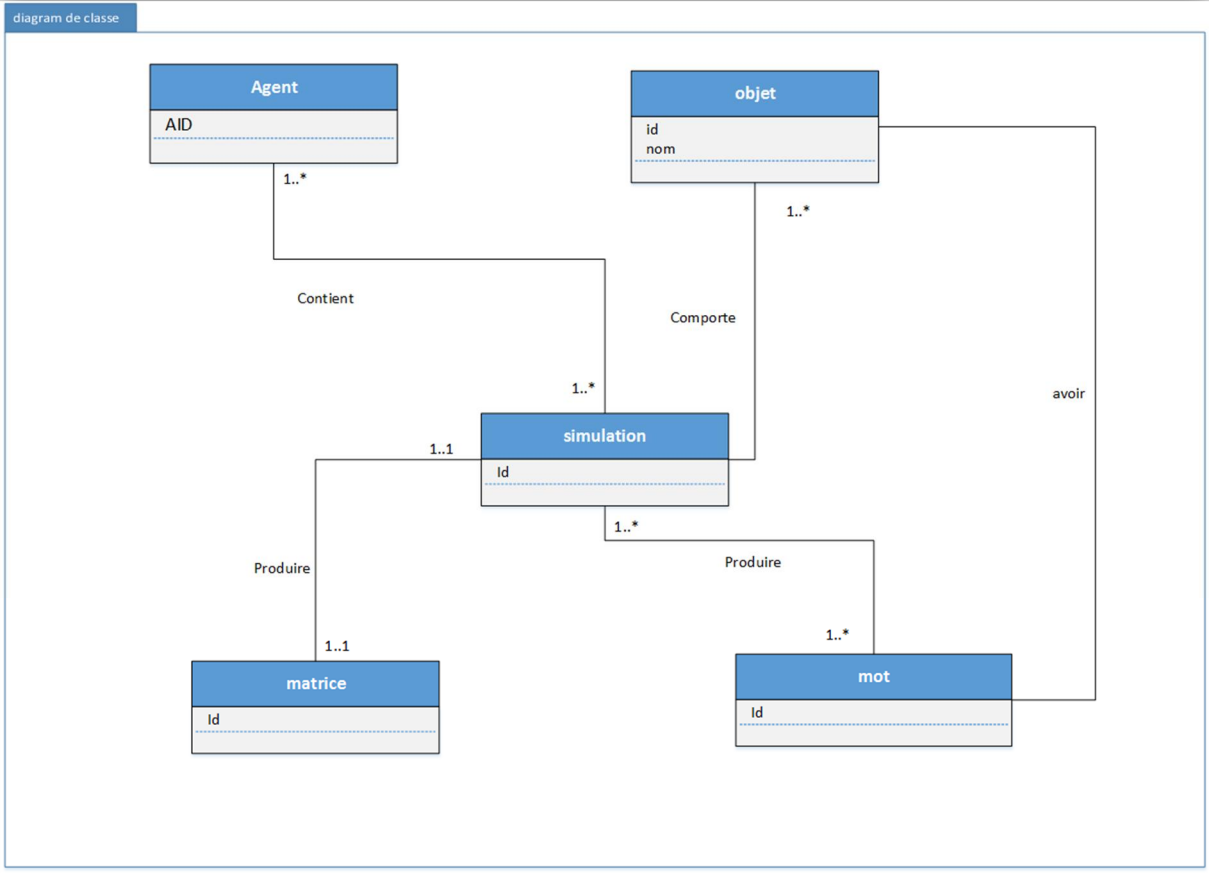 diagram de classe
Agent
AID
objet
id
nom
1..*
1..*
Contient
Comporte
avoir
1..*
simulation
Id
1..1
1..*
Produire
Produire
1..*
1..1
matrice
Id
mot
Id